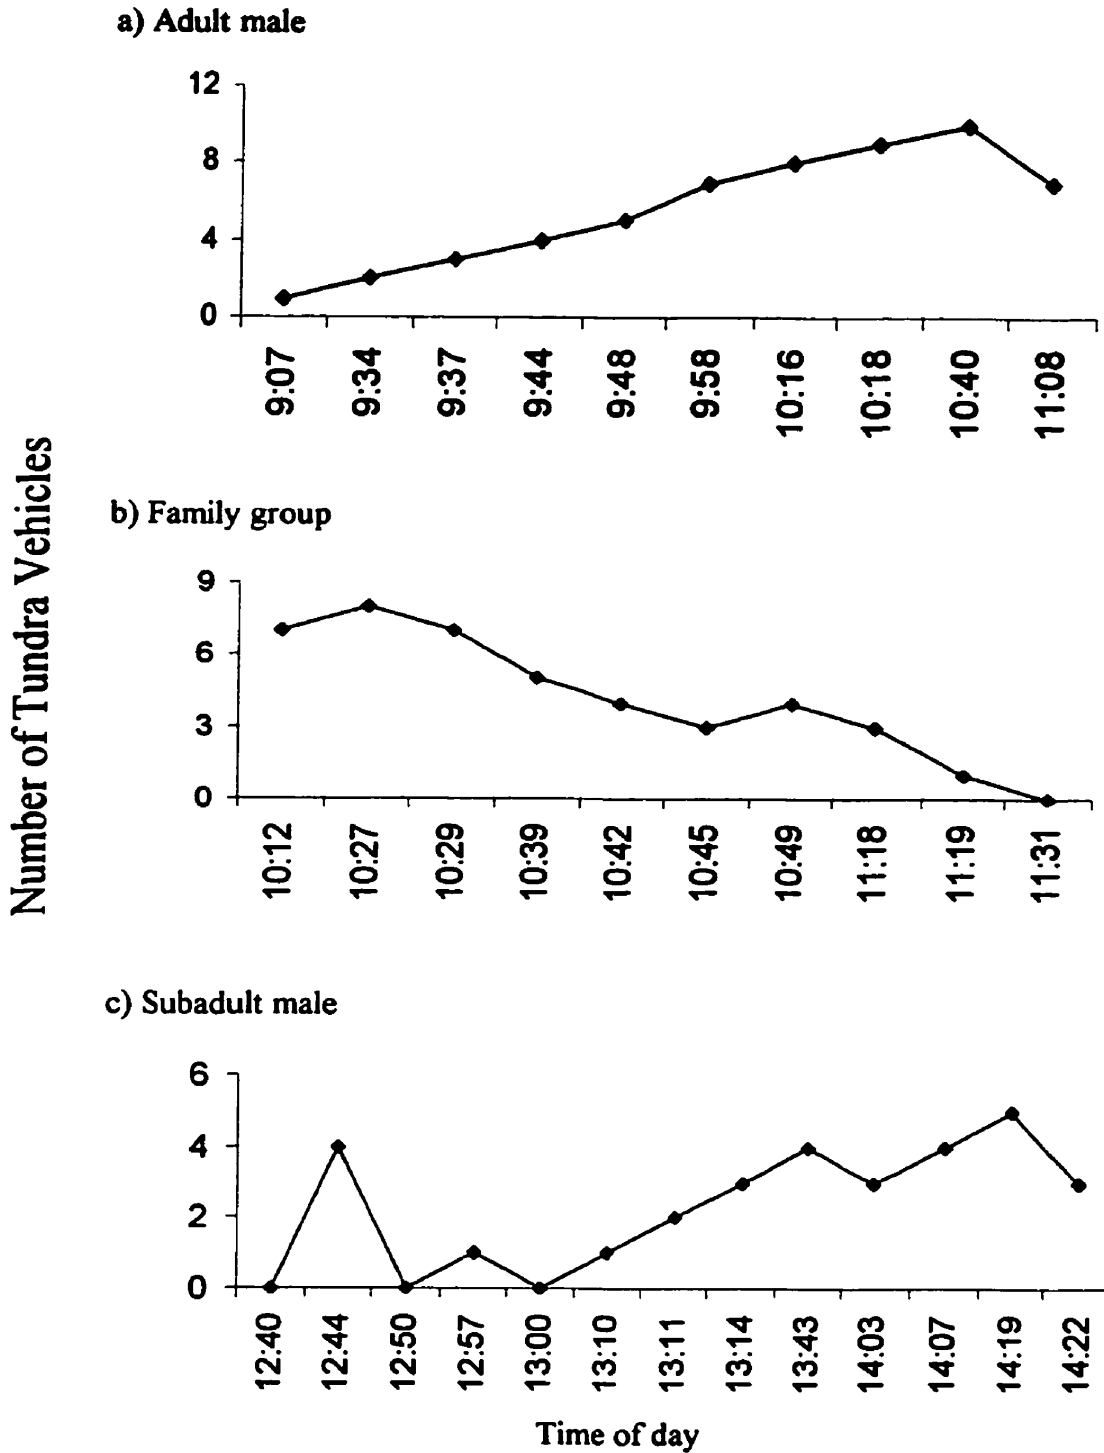 a) Adult male
12
8
4
0
9:07 9:34 9:37 9:44 9:48 9:58 10:16 10:18 10:40 11:08
Number of Tundra Vehicles
b) Family group
9
6
3
0
10:12 10:27 10:29 10:39 10:42 10:45 10:49 11:18 11:19 11:31
c) Subadult male
6
4
2
0
12:40 12:44 12:50 12:57 13:00 13:10 13:11 13:14 13:43 14:03 14:07 14:19 14:22
Time of day